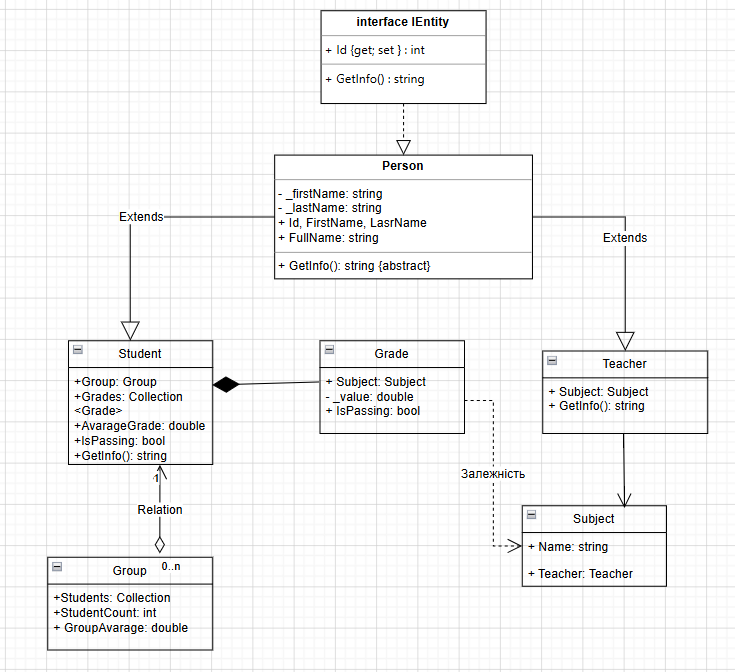 interface IEntity
+ Id {get; set } : int
+ GetInfo() : string
Person
- _firstName: string
- _lastName: string
+ Id, FirstName, LasrName
+ FullName: string
+ GetInfo(): string {abstract}
Extends
Extends
Student
+Group: Group
+Grades: Collection
<Grade>
+AvarageGrade: double
+IsPassing: bool
+GetInfo(): string
Grade
+ Subject: Subject
- _value: double
+ IsPassing: bool
Teacher
+ Subject: Subject
+ GetInfo(): string
Залежність
1
Relation
0..n
Subject
+ Name: string
+ Teacher: Teacher
Group
+Students: Collection
+StudentCount: int
+ GroupAvarage: double